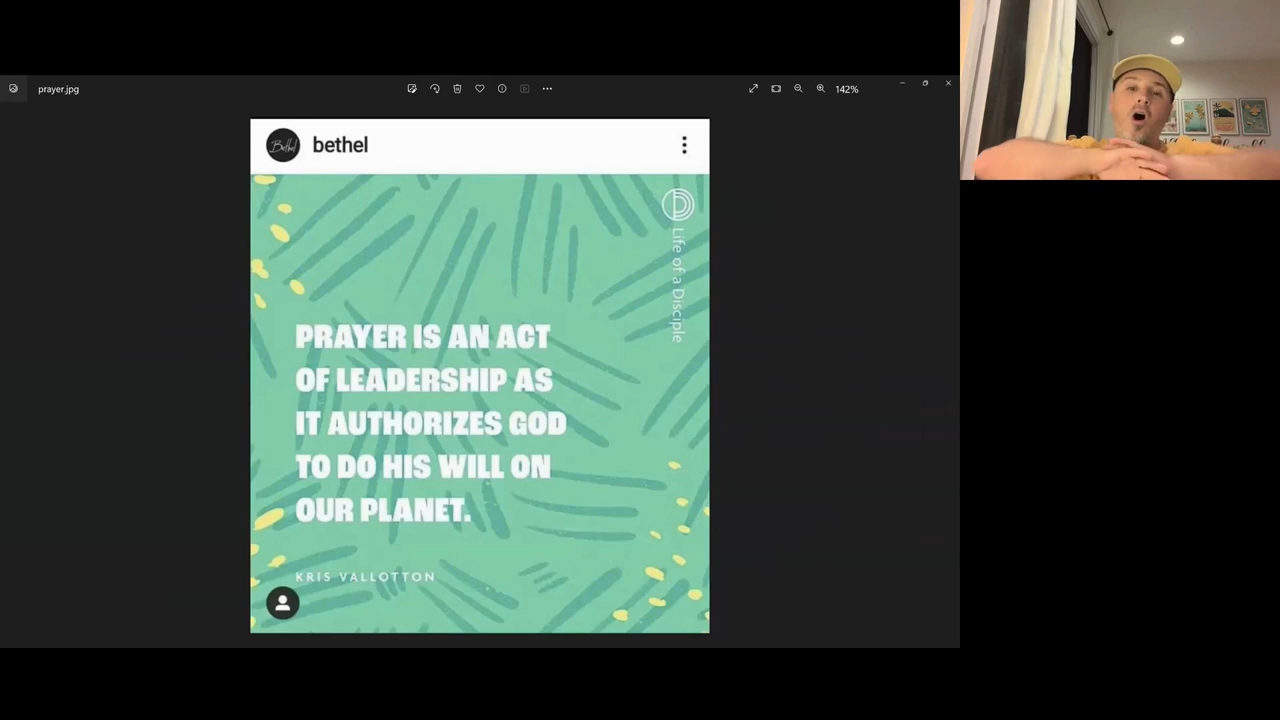 prayer.jpg
142%
Bethel
bethel
Life of a Disciple
PRAYER IS AN ACT
OF LEADERSHIP AS
IT AUTHORIZES GOD
TO DO HIS WILL ON
OUR PLANET.
KRIS VALLOTTON